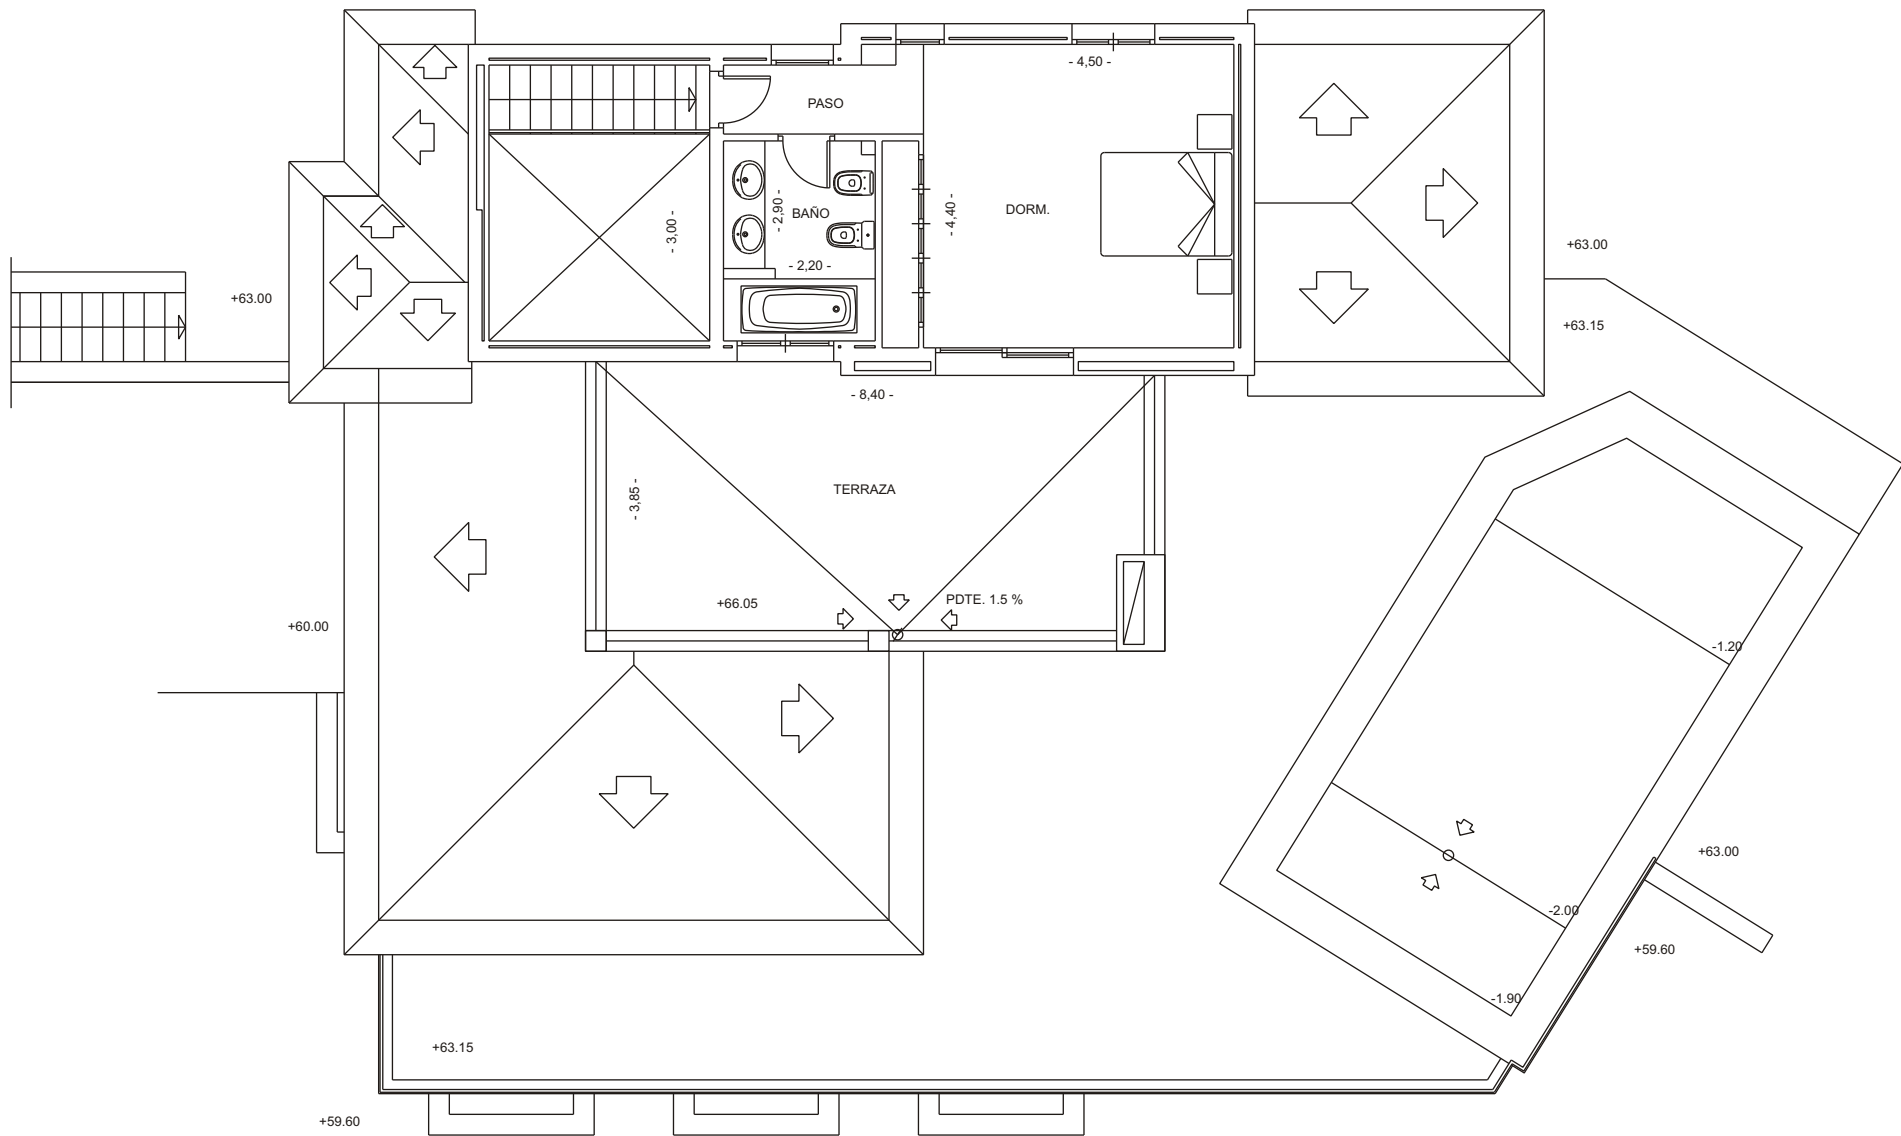 - 4,50 -
PASO
- 3,00 -
- 2,90 -
BAÑO
- 4,40 -
DORM.
- 2,20 -
+63.00
+63.00
+63.15
- 8,40 -
- 3,85 -
TERRAZA
+66.05
PDTE. 1.5 %
+60.00
-1.20
+63.00
-2.00
+59.60
-1.90
+63.15
+59.60